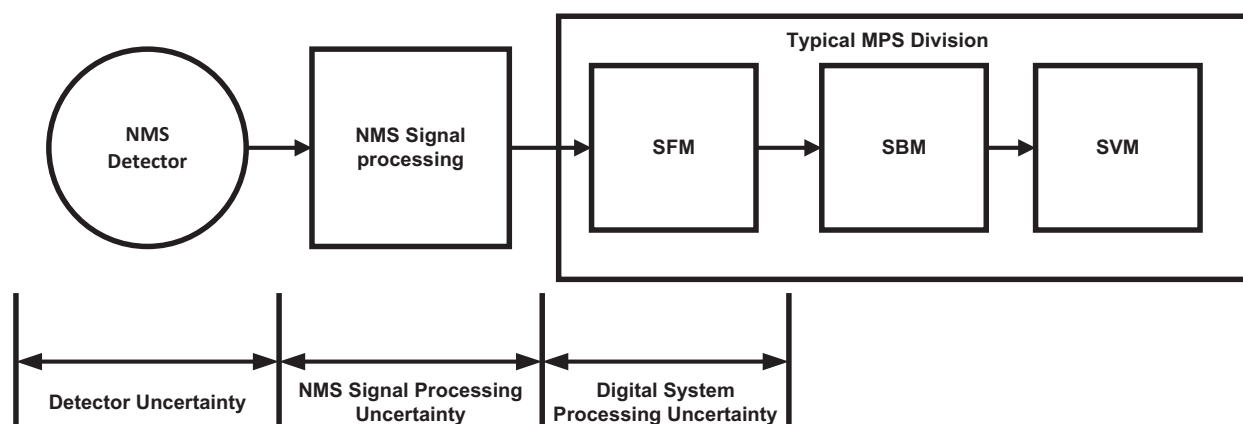 Typical MPS Division
NMS
Detector
NMS Signal
processing
SFM
SBM
SVM
Detector Uncertainty
NMS Signal Processing
Uncertainty
Digital System
Processing Uncertainty